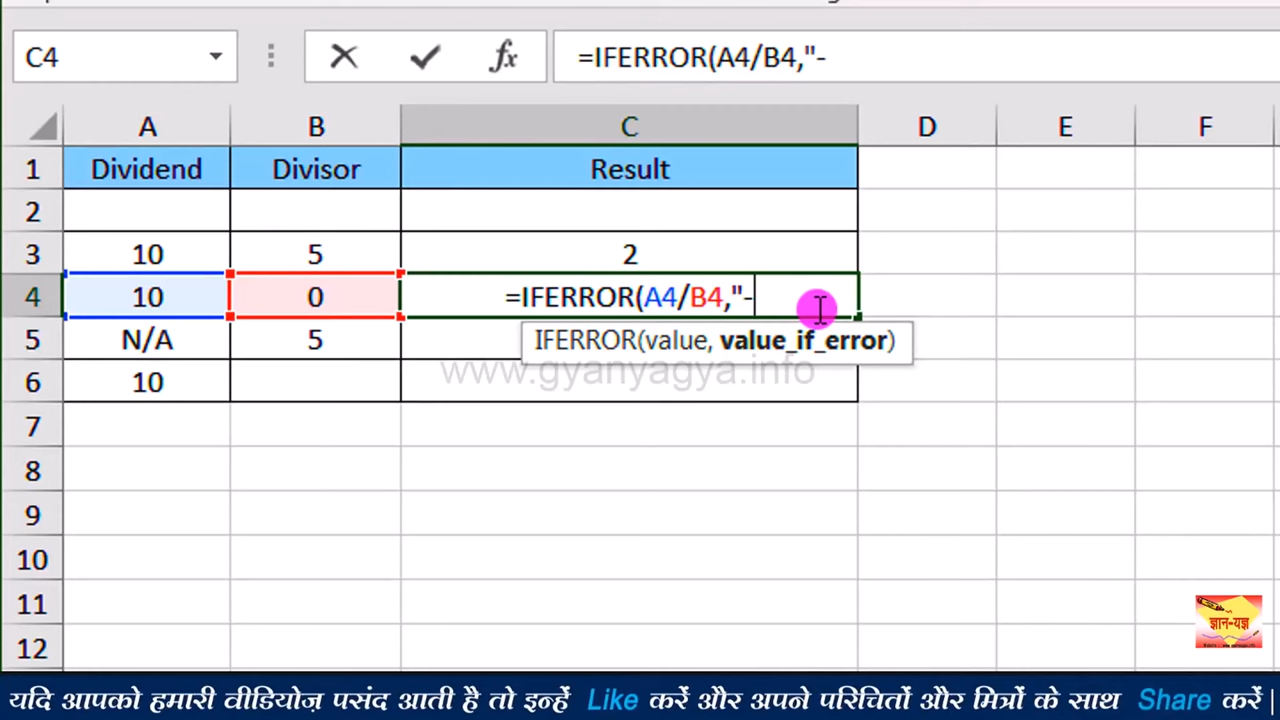 C4 fx =IFERROR(A4/B4,"-
A B C D E F
1 Dividend Divisor Result
2
3 10 5 2
4 10 0 =IFERROR(A4/B4,"-
5 N/A 5 IFERROR(value, value_if_error)
www.gyanyagya.info
6 10
7
8
9
10
11
12
ज्ञान-यज्ञ
यदि आपको हमारी वीडियोज़ पसंद आती है तो इन्हें Like करें और अपने परिचितों और मित्रों के साथ Share करें |